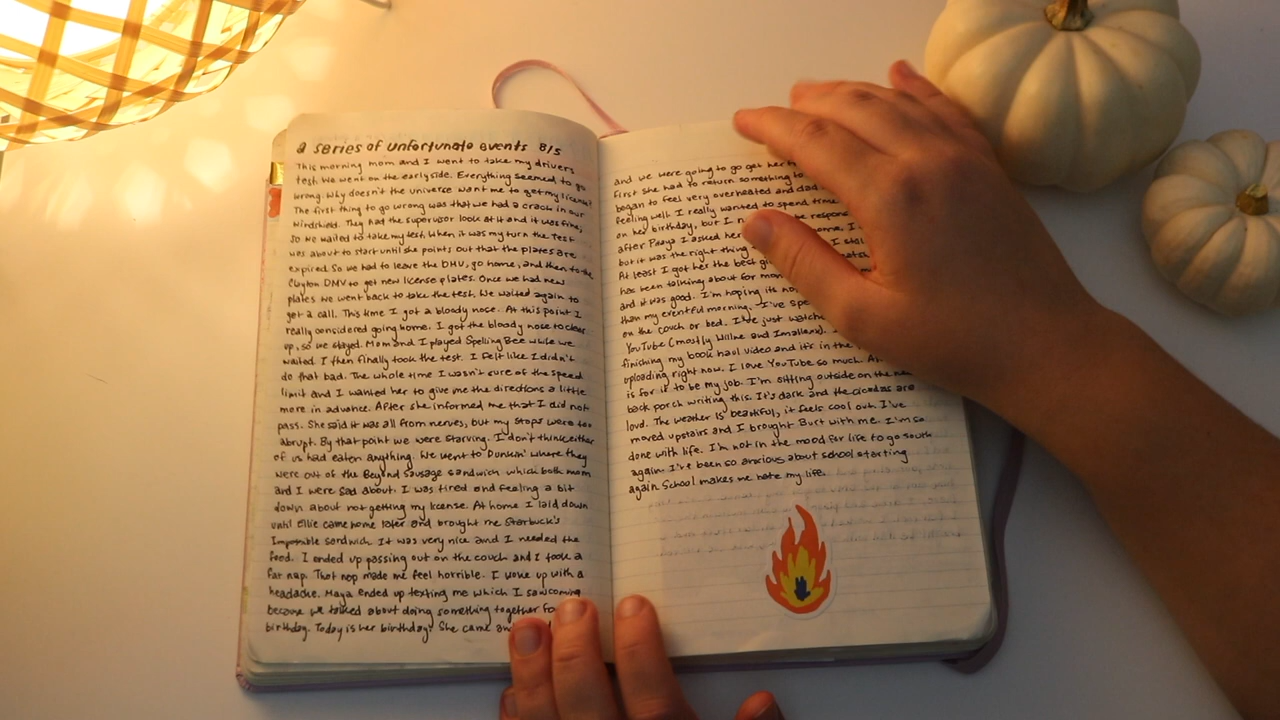 a series of unfortunate events 8/5
This morning mom and I went to take my drivers
test. We went on the early side. Everything seemed to go
wrong. Why doesn't the universe want me to get my license?
The first thing to go wrong was that we had a crack in our
windshield. They had the supervisor look at it and it was fine,
so we waited to take my test. When it was my turn the test
was about to start until she points out that the plates are
expired. So we had to leave the DMV, go home, and then to the
Clayton DMV to get new license plates. Once we had new
plates we went back to take the test. We waited again to
get a call. This time I got a bloody nose. At this point I
really considered going home. I got the bloody nose to clear
up, so we stayed. Mom and I played Spelling Bee while we
waited. I then finally took the test. I felt like I didn't
do that bad. The whole time I wasn't sure of the speed
limit and I wanted her to give me the directions a little
more in advance. After she informed me that I did not
pass. She said it was all from nerves, but my stops were too
abrupt. By that point we were starving. I don't think either
of us had eaten anything. We went to Dunkin' where they
were out of the Beyond Sausage sandwich which both mom
and I were sad about. I was tired and feeling a bit
down about not getting my license. At home I laid down
until Ellie came home later and brought me Starbuck's
Impossible sandwich. It was very nice and I needed the
food. I ended up passing out on the couch and I took a
fat nap. That nap made me feel horrible. I woke up with a
headache. Maya ended up texting me which I saw coming
because we talked about doing something together for
birthday. Today is her birthday. She came
and we were going to go get her
First she had to return something to
began to feel very overheated and dad
feeling well. I really wanted to spend time
on her birthday, but I respons
after Panya I asked her home. I
but it was the right thing I still
At least I got her the best
has been talking about for
and it was good. I'm hoping its
than my eventful morning. I've spe
on the couch or bed. I've just watch
YouTube (mostly Willne and Imallexx). I
finishing my book haul video and it's in the
uploading right now. I love YouTube so much. Al
is for it to be my job. I'm sitting outside on the
back porch writing this. It's dark and the cicadas are
loud. The weather is beautiful, it feels cool out. I've
moved upstairs and I brought Burt with me. I'm so
done with life. I'm not in the mood for life to go south
again. I've been so anxious about school starting
again. School makes me hate my life.